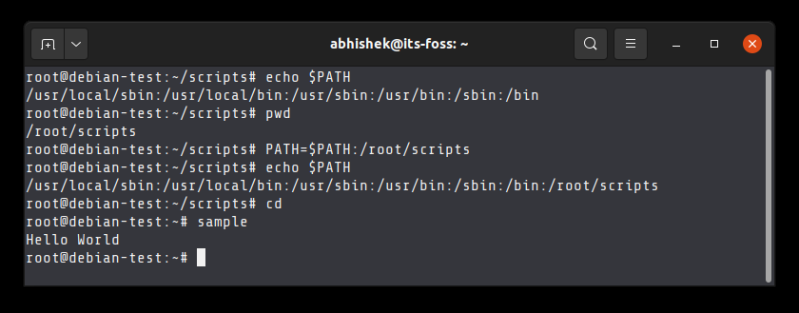 abhishek@its-foss: ~
root@debian-test:~/scripts# echo $PATH
/usr/local/sbin:/usr/local/bin:/usr/sbin:/usr/bin:/sbin:/bin
root@debian-test:~/scripts# pwd
/root/scripts
root@debian-test:~/scripts# PATH=$PATH:/root/scripts
root@debian-test:~/scripts# echo $PATH
/usr/local/sbin:/usr/local/bin:/usr/sbin:/usr/bin:/sbin:/bin:/root/scripts
root@debian-test:~/scripts# cd
root@debian-test:~# sample
Hello World
root@debian-test:~#